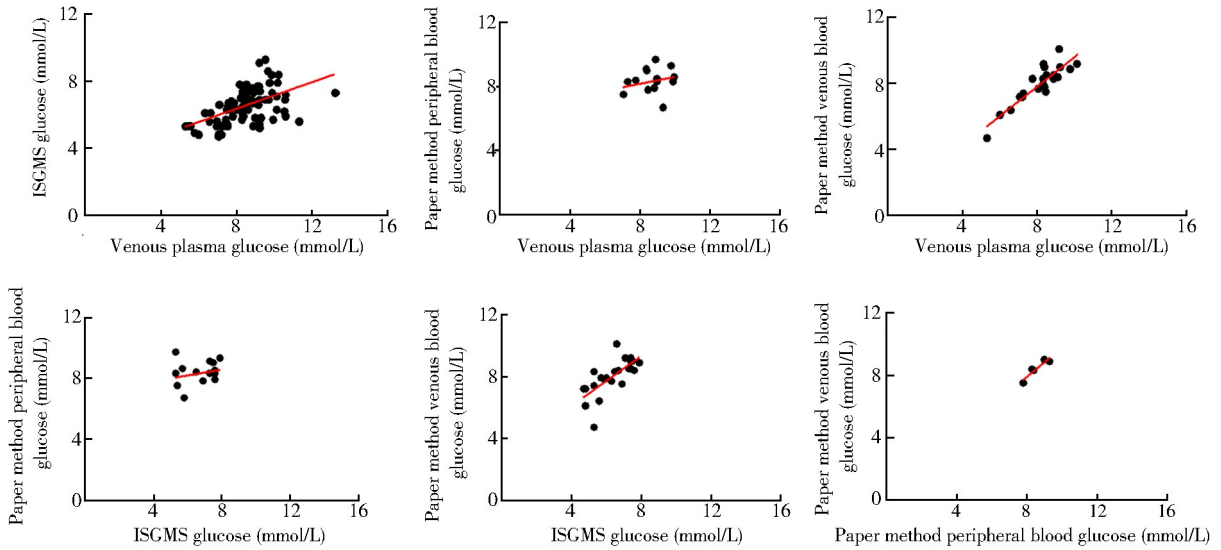 ISGMS glucose (mmol/L)
12
8
4
0
4
8
12
16
Venous plasma glucose (mmol/L)
Paper method peripheral blood
glucose (mmol/L)
12
8
4
0
4
8
12
16
Venous plasma glucose (mmol/L)
Paper method venous blood
glucose (mmol/L)
12
8
4
0
4
8
12
16
Venous plasma glucose (mmol/L)
Paper method peripheral blood
glucose (mmol/L)
12
8
4
0
4
8
12
16
ISGMS glucose (mmol/L)
Paper method venous blood
glucose (mmol/L)
12
8
4
0
4
8
12
16
ISGMS glucose (mmol/L)
Paper method venous blood
glucose (mmol/L)
12
8
4
0
4
8
12
16
Paper method peripheral blood glucose (mmol/L)